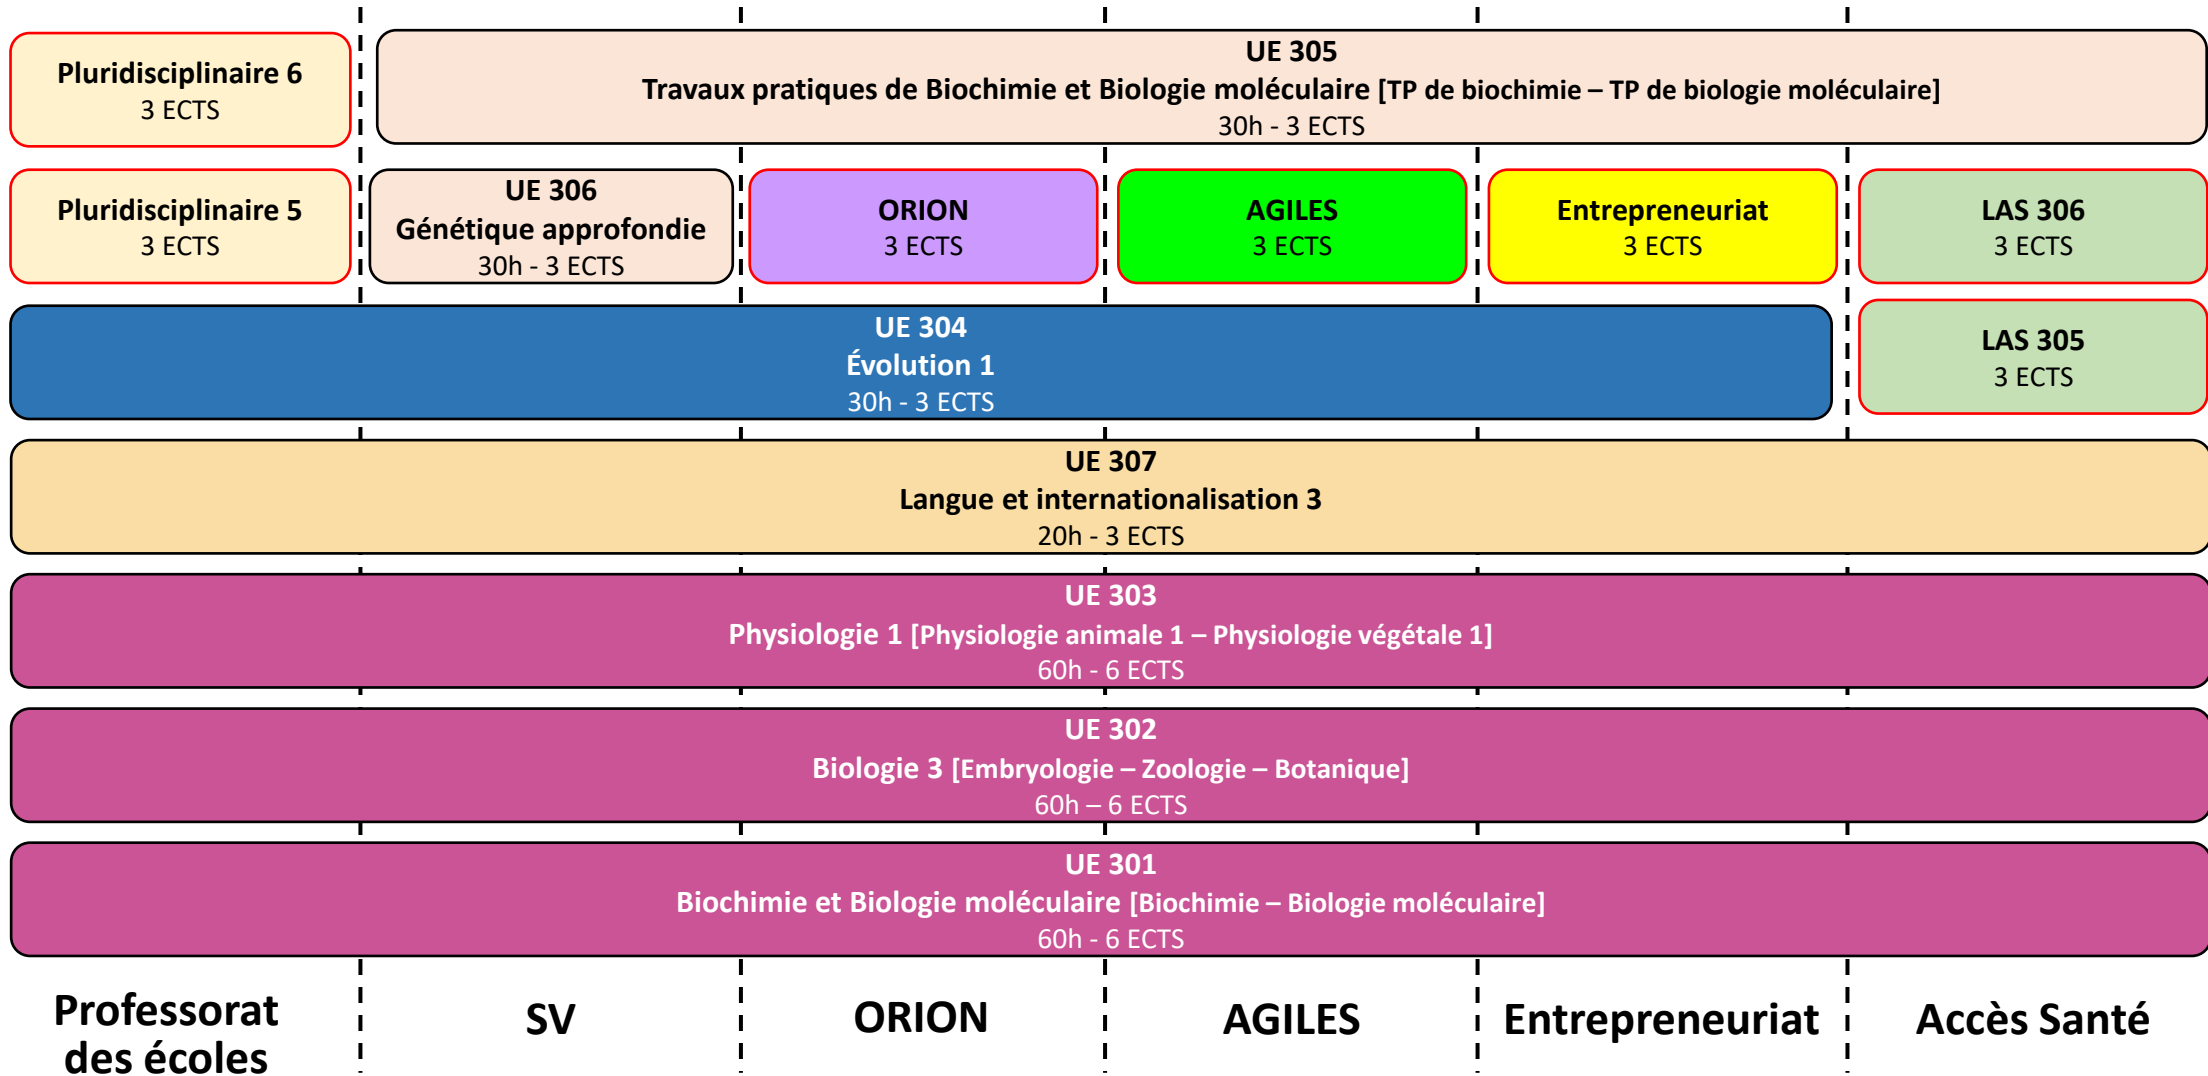 Pluridisciplinaire 6
3 ECTS
UE 305
Travaux pratiques de Biochimie et Biologie moléculaire [TP de biochimie – TP de biologie moléculaire]
30h - 3 ECTS
Pluridisciplinaire 5
3 ECTS
UE 306
Génétique approfondie
30h - 3 ECTS
ORION
3 ECTS
AGILES
3 ECTS
Entrepreneuriat
3 ECTS
LAS 306
3 ECTS
UE 304
Évolution 1
30h - 3 ECTS
LAS 305
3 ECTS
UE 307
Langue et internationalisation 3
20h - 3 ECTS
UE 303
Physiologie 1 [Physiologie animale 1 – Physiologie végétale 1]
60h - 6 ECTS
UE 302
Biologie 3 [Embryologie – Zoologie – Botanique]
60h – 6 ECTS
UE 301
Biochimie et Biologie moléculaire [Biochimie – Biologie moléculaire]
60h - 6 ECTS
Professorat
des écoles
SV
ORION
AGILES
Entrepreneuriat
Accès Santé